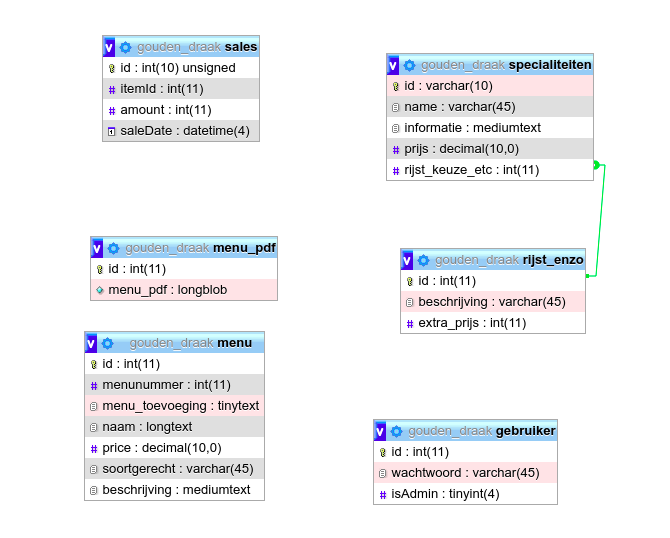 gouden_draak sales
id : int(10) unsigned
itemId : int(11)
amount : int(11)
saleDate : datetime(4)
gouden_draak specialiteiten
id : varchar(10)
name : varchar(45)
informatie : mediumtext
prijs : decimal(10,0)
rijst_keuze_etc : int(11)
gouden_draak menu_pdf
id : int(11)
menu_pdf : longblob
gouden_draak rijst_enzo
id : int(11)
beschrijving : varchar(45)
extra_prijs : int(11)
gouden_draak menu
id : int(11)
menunummer : int(11)
menu_toevoeging : tinytext
naam : longtext
price : decimal(10,0)
soortgerecht : varchar(45)
beschrijving : mediumtext
gouden_draak gebruiker
id : int(11)
wachtwoord : varchar(45)
isAdmin : tinyint(4)